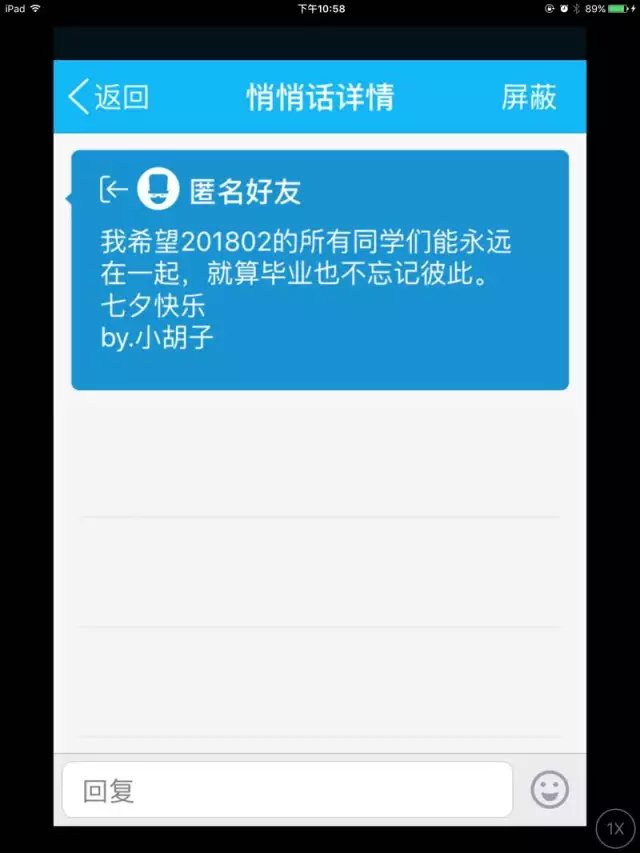 iPad 下午10:58 89%
返回 悄悄话详情 屏蔽
匿名好友
我希望201802的所有同学们能永远
在一起，就算毕业也不忘记彼此。
七夕快乐
by.小胡子
回复
1X